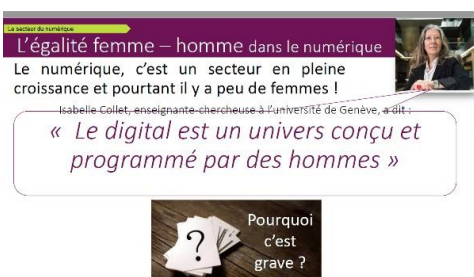 Le secteur du numérique
L'égalité femme – homme dans le numérique
Le numérique, c'est un secteur en pleine
croissance et pourtant il y a peu de femmes !
Isabelle Collet, enseignante-chercheuse à l'université de Genève, a dit :
« Le digital est un univers conçu et
programmé par des hommes »
?
Pourquoi
c'est
grave ?